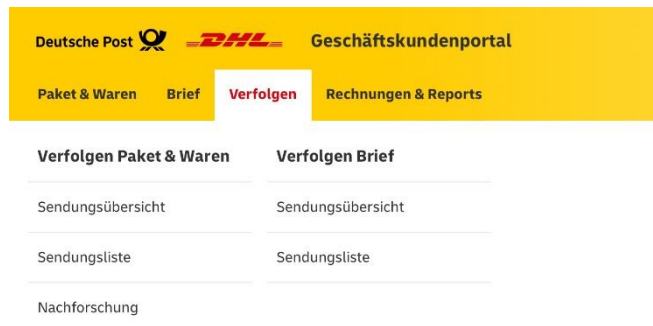 Deutsche Post DHL Geschäftskundenportal
Paket & Waren Brief Verfolgen Rechnungen & Reports
Verfolgen Paket & Waren Verfolgen Brief
Sendungsübersicht Sendungsübersicht
Sendungsliste Sendungsliste
Nachforschung